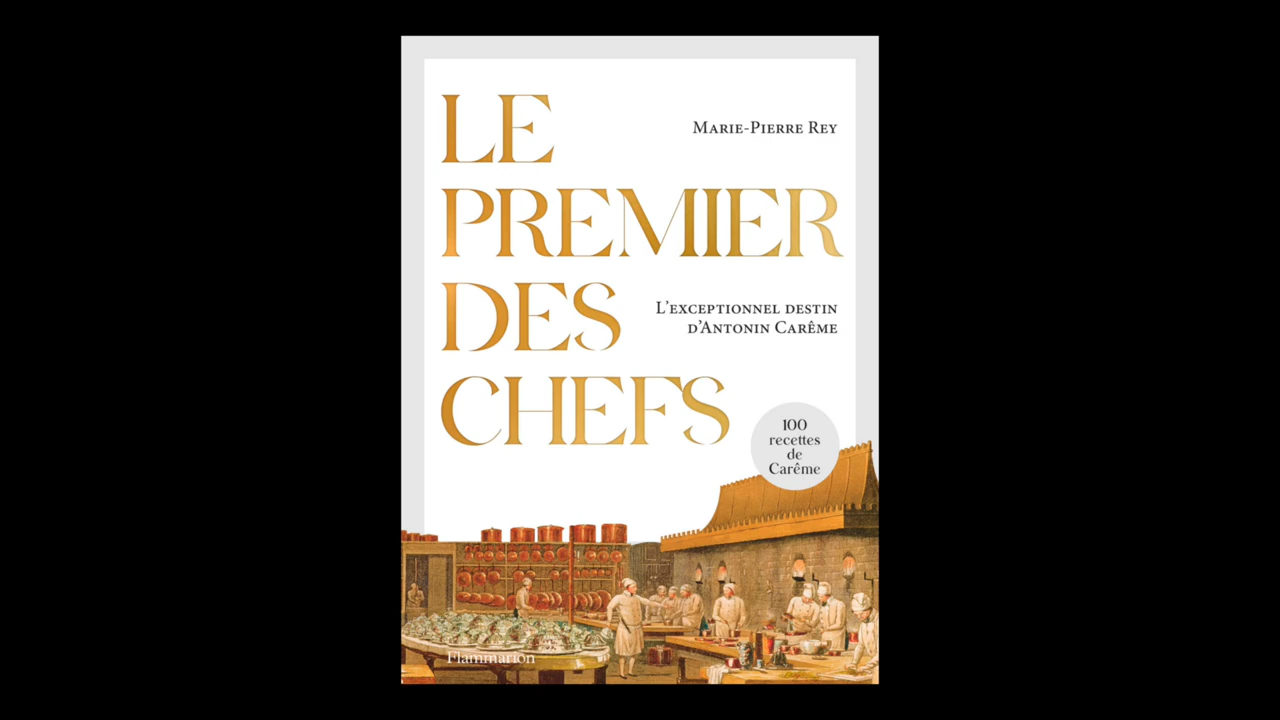 LE
Marie-Pierre Rey
PREMIER
DES
L'exceptionnel destin
d'Antonin Carême
CHEFS
100
recettes
de
Carême
Flammarion